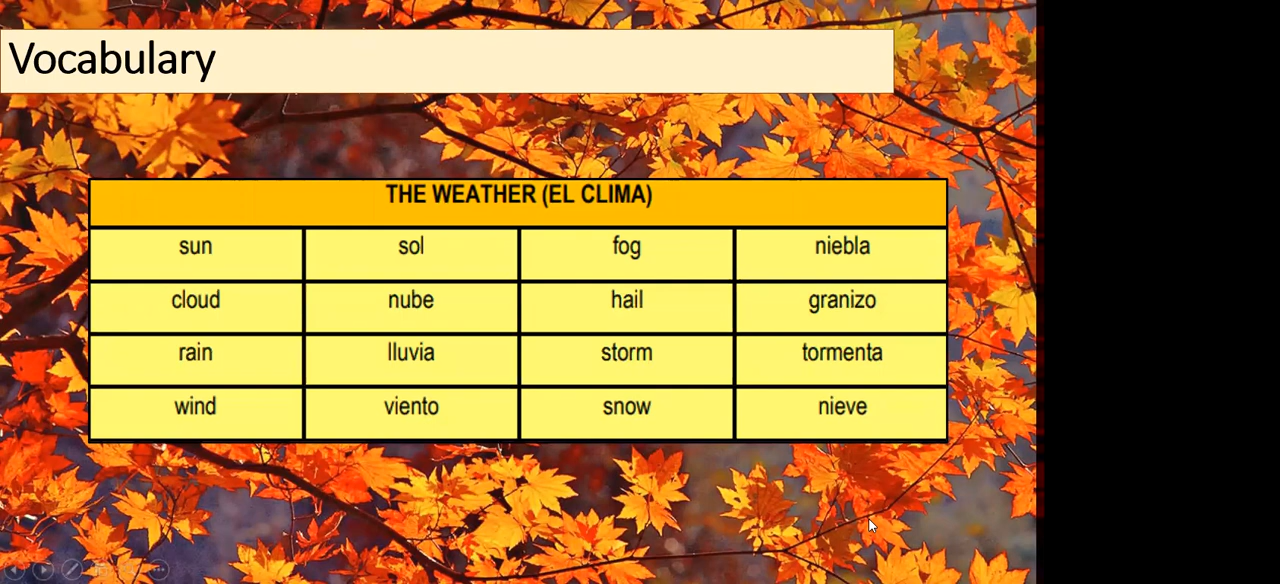 Vocabulary
THE WEATHER (EL CLIMA)
sun sol fog niebla
cloud nube hail granizo
rain lluvia storm tormenta
wind viento snow nieve